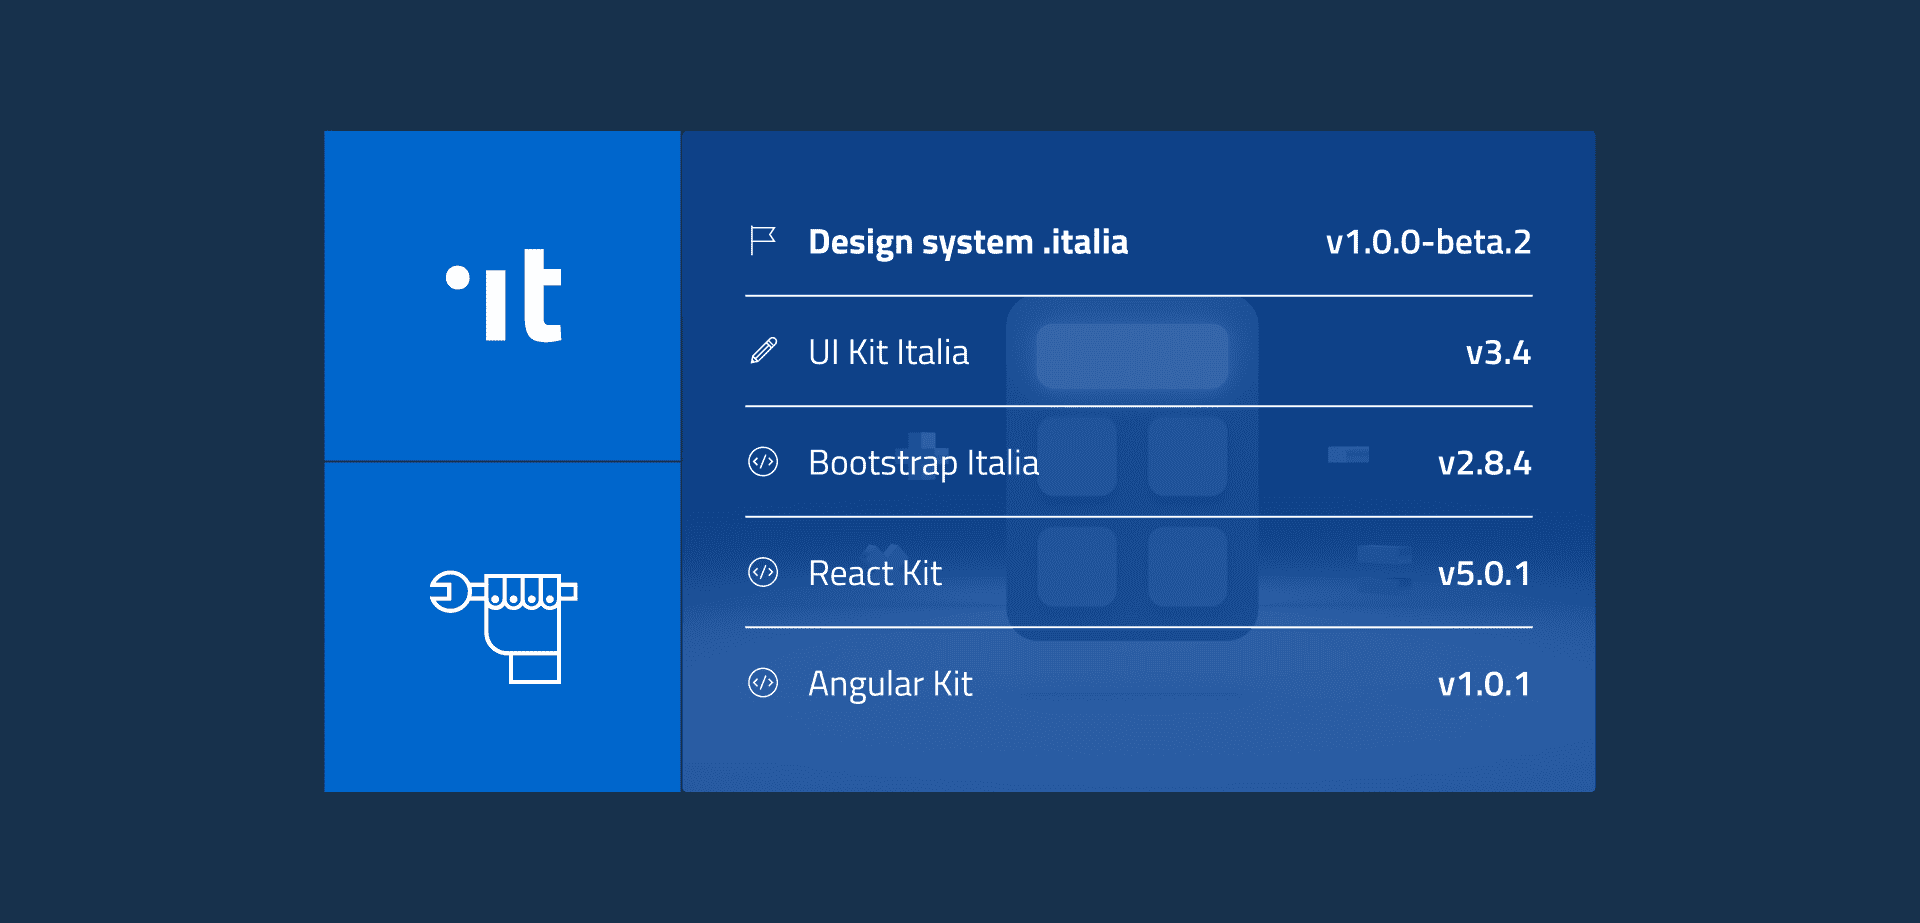 ·it
Design system .italia v1.0.0-beta.2
UI Kit Italia v3.4
Bootstrap Italia v2.8.4
React Kit v5.0.1
Angular Kit v1.0.1